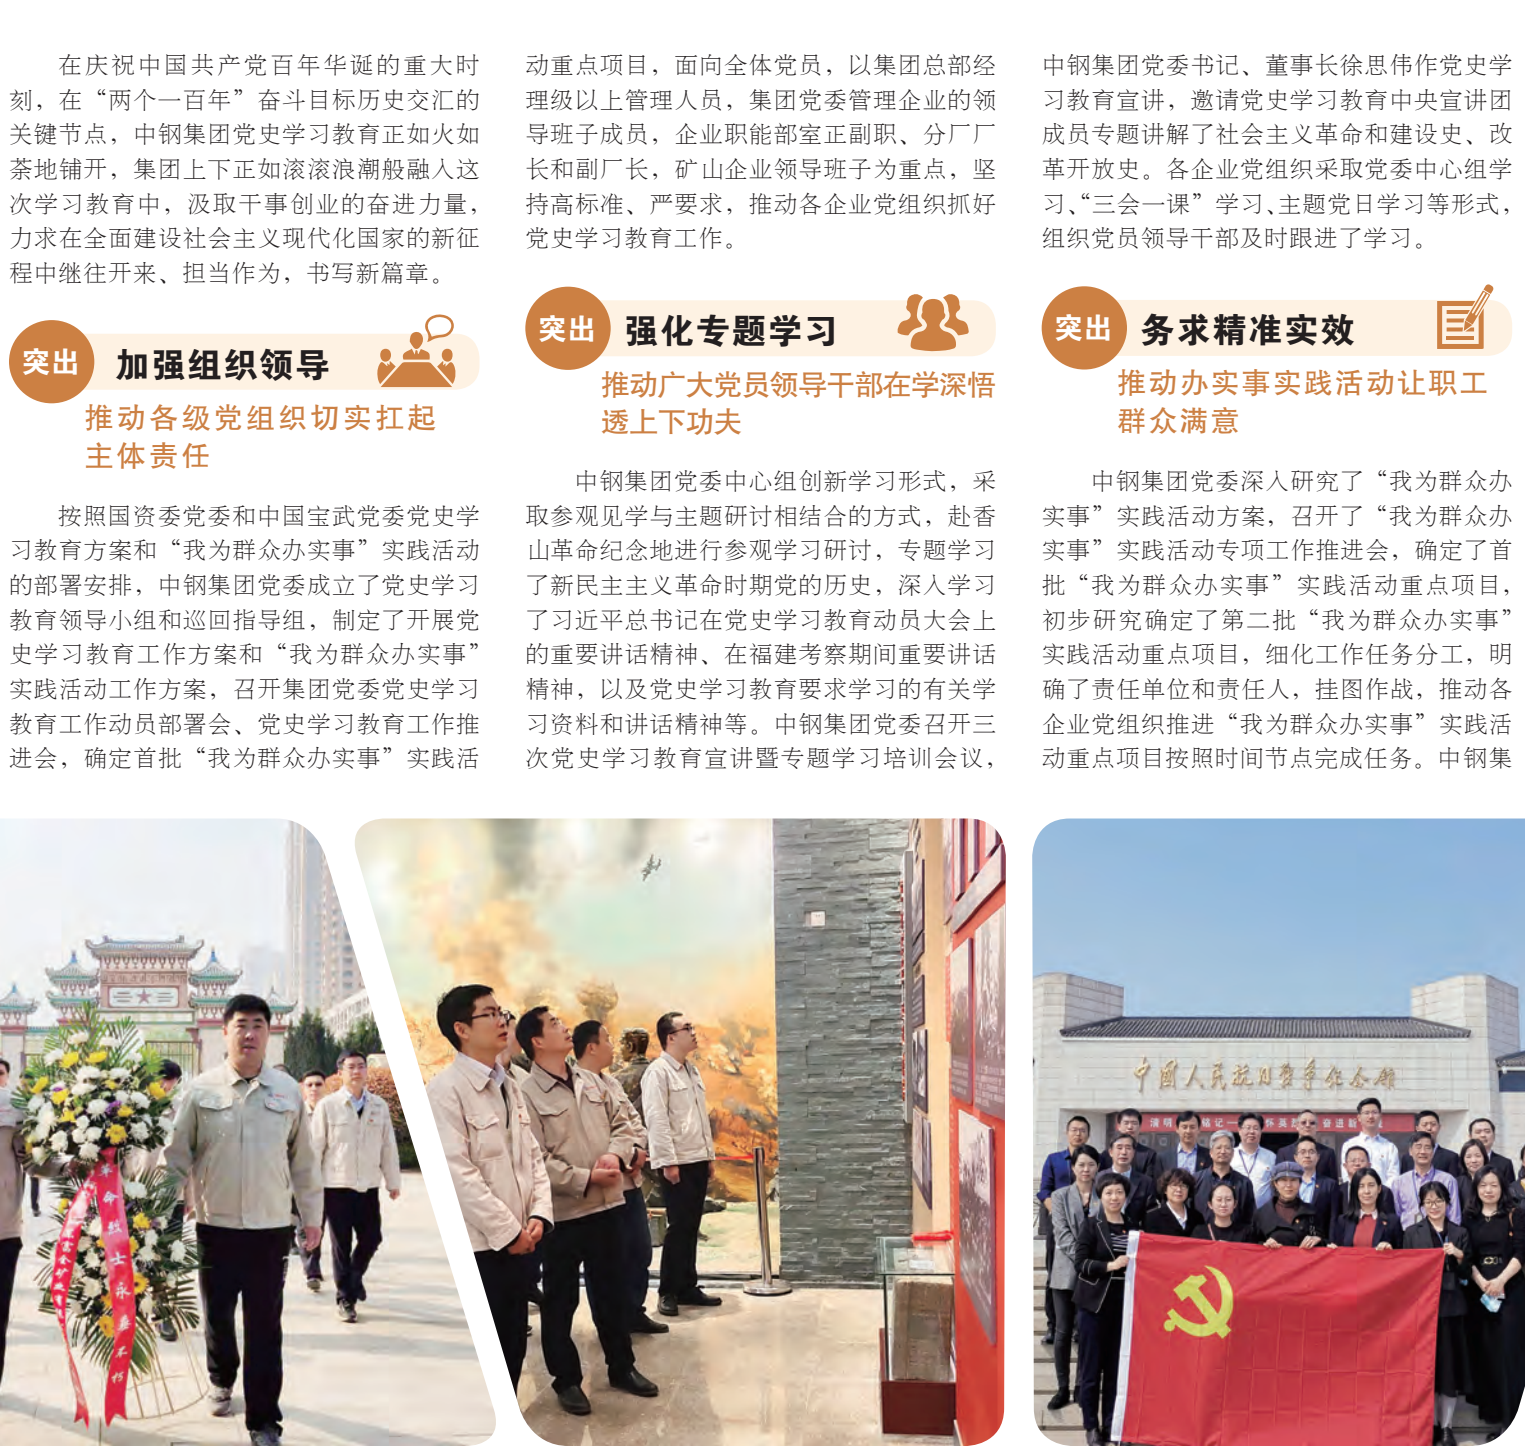 在庆祝中国共产党百年华诞的重大时
刻，在“两个一百年”奋斗目标历史交汇的
关键节点，中钢集团党史学习教育正如火如
荼地铺开，集团上下正如滚滚浪潮般融入这
次学习教育中，汲取干事创业的奋进力量，
力求在全面建设社会主义现代化国家的新征
程中继往开来、担当作为，书写新篇章。
突出 加强组织领导
推动各级党组织切实扛起
主体责任
按照国资委党委和中国宝武党委党史学
习教育方案和“我为群众办实事”实践活动
的部署安排，中钢集团党委成立了党史学习
教育领导小组和巡回指导组，制定了开展党
史学习教育工作方案和“我为群众办实事”
实践活动工作方案，召开集团党委党史学习
教育工作动员部署会、党史学习教育工作推
进会，确定首批“我为群众办实事”实践活
动重点项目，面向全体党员，以集团总部经
理级以上管理人员，集团党委管理企业的领
导班子成员，企业职能部室正副职、分厂厂
长和副厂长，矿山企业领导班子为重点，坚
持高标准、严要求，推动各企业党组织抓好
党史学习教育工作。
突出 强化专题学习
推动广大党员领导干部在学深悟
透上下功夫
中钢集团党委中心组创新学习形式，采
取参观见学与主题研讨相结合的方式，赴香
山革命纪念地进行参观学习研讨，专题学习
了新民主主义革命时期党的历史，深入学习
了习近平总书记在党史学习教育动员大会上
的重要讲话精神、在福建考察期间重要讲话
精神，以及党史学习教育要求学习的有关学
习资料和讲话精神等。中钢集团党委召开三
次党史学习教育宣讲暨专题学习培训会议，
中钢集团党委书记、董事长徐思伟作党史学
习教育宣讲，邀请党史学习教育中央宣讲团
成员专题讲解了社会主义革命和建设史、改
革开放史。各企业党组织采取党委中心组学
习、“三会一课”学习、主题党日学习等形式，
组织党员领导干部及时跟进了学习。
突出 务求精准实效
推动办实事实践活动让职工
群众满意
中钢集团党委深入研究了“我为群众办
实事”实践活动方案，召开了“我为群众办
实事”实践活动专项工作推进会，确定了首
批“我为群众办实事”实践活动重点项目，
初步研究确定了第二批“我为群众办实事”
实践活动重点项目，细化工作任务分工，明
确了责任单位和责任人，挂图作战，推动各
企业党组织推进“我为群众办实事”实践活
动重点项目按照时间节点完成任务。中钢集
革命烈士永垂不朽
中國人民抗日战争纪念雕
清明 铭记一 怀英 奋进新